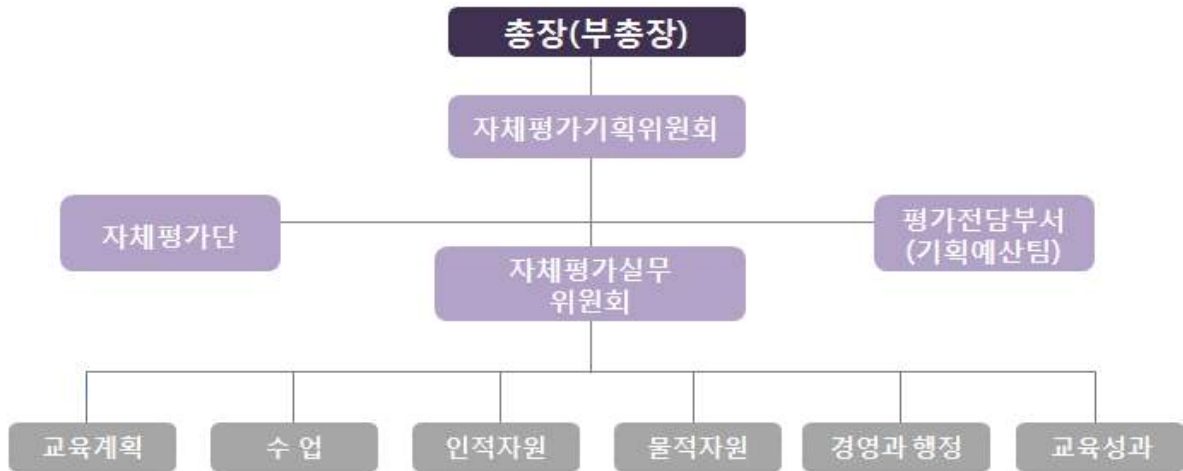 총장(부총장)
자체평가기획위원회
자체평가단
평가전담부서
(기획예산팀)
자체평가실무
위원회
교육계획
수 업
인적자원
물적자원
경영과 행정
교육성과